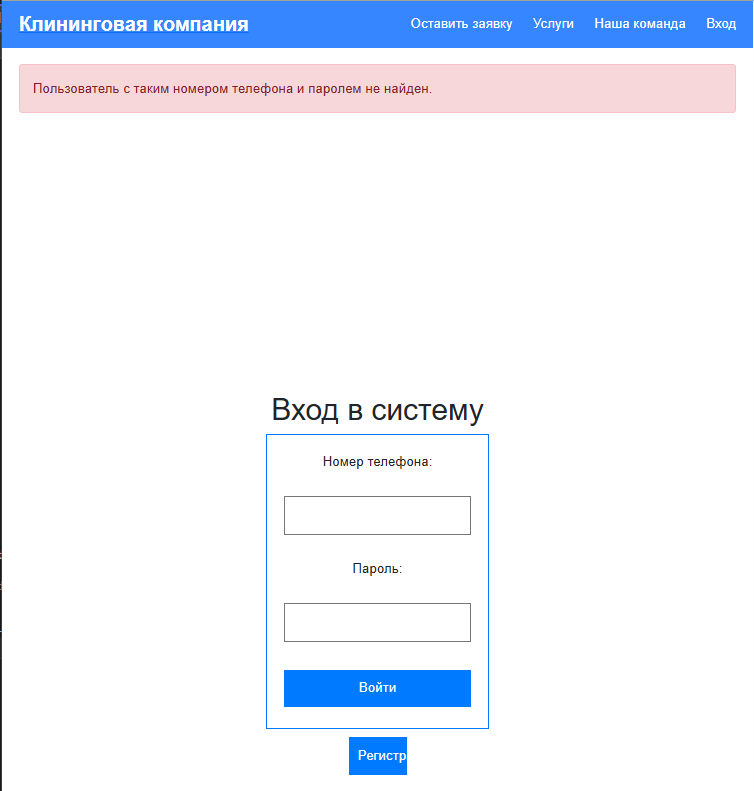 Клининговая компания
Оставить заявку Услуги Наша команда Вход
Пользователь с таким номером телефона и паролем не найден.
Вход в систему
Номер телефона:
Пароль:
Войти
Регистр